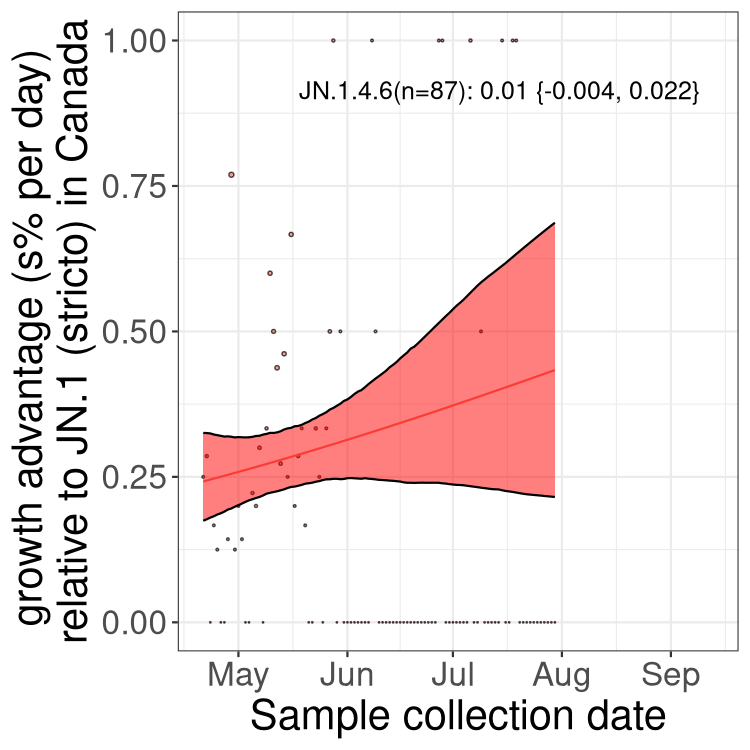 growth advantage (s% per day)
relative to JN.1 (stricto) in Canada
1.00
0.75
0.50
0.25
0.00
JN.1.4.6(n=87): 0.01 {-0.004, 0.022}
May Jun Jul Aug Sep
Sample collection date